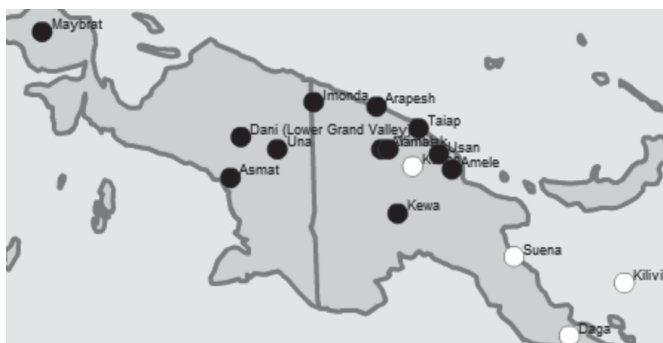 Maybrat
Imonda
Arapesh
Taiap
Dani (Lower Grand Valley)
Una
Usan
Amele
Asmat
Kewa
Suena
Kilivi
Daga